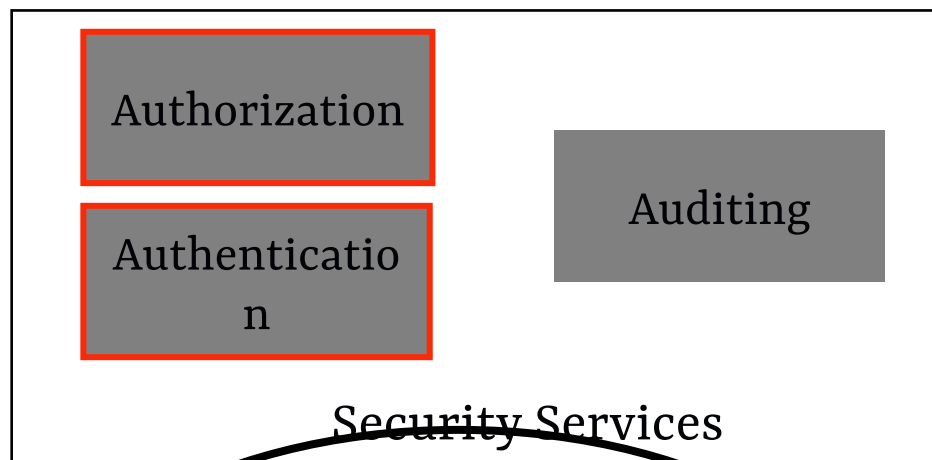 Authorization
Auditing
Authenticatio
n
Security Services